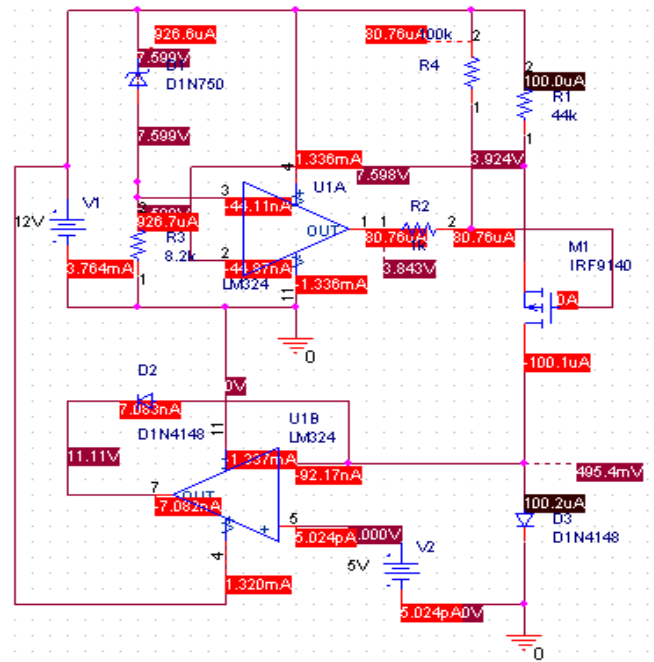 926.6uA
7.599V
D1N750
7.599V
80.76uA
100k
2
R4
1
2
100.0uA
R1
44k
1
4
1.336mA
7.598V
3.924V
V1
12V
3.764mA
926.7uA
R3
8.2k
1
3
-44.11nA
U1A
OUT
1
1
R2
2
80.76uA
1k
80.76uA
3.843V
2
-44.87nA
LM324
11
-1.336mA
0
M1
IRF9140
0A
-100.1uA
D2
7.083nA
D1N4148
11.11V
0V
11
U1B
LM324
-1.337mA
-92.17nA
495.4mV
7
OUT
-7.082nA
+
5
5.024pA
.000V
4
1.320mA
5V
V2
5.024pA
0V
100.2uA
D3
D1N4148
0